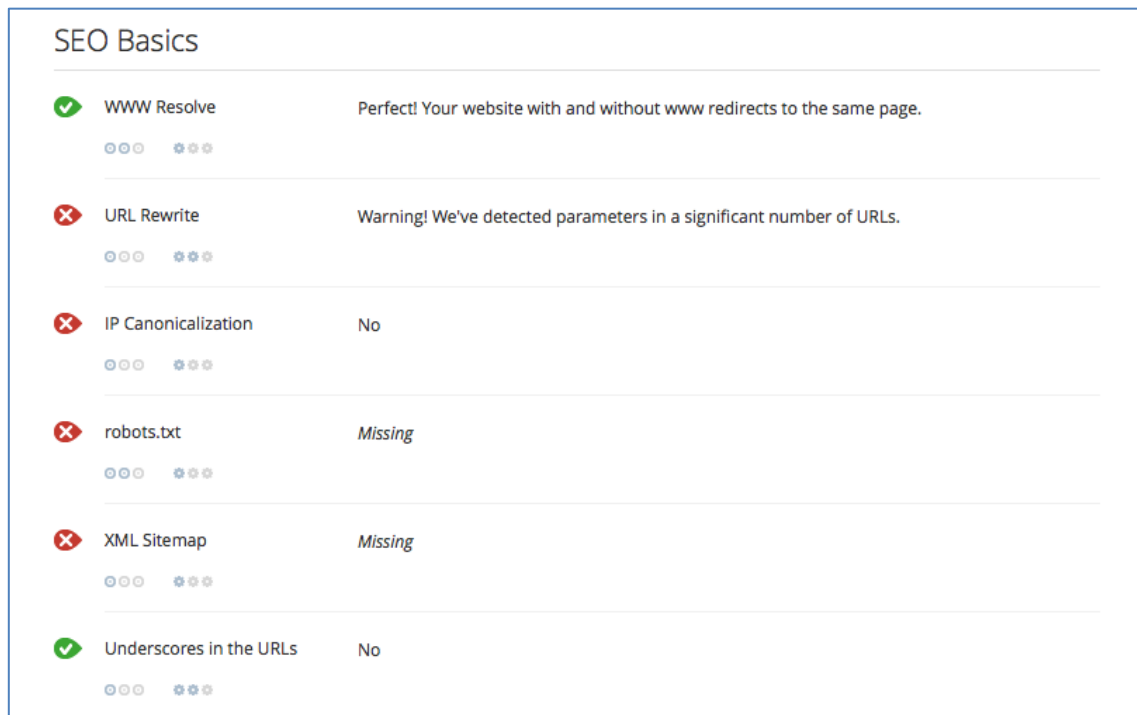 SEO Basics
WWW Resolve Perfect! Your website with and without www redirects to the same page.
URL Rewrite Warning! We've detected parameters in a significant number of URLs.
IP Canonicalization No
robots.txt Missing
XML Sitemap Missing
Underscores in the URLs No